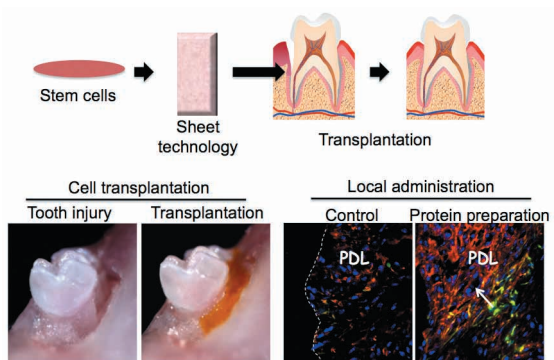 Stem cells
Sheet
technology
Transplantation
Cell transplantation
Local administration
Tooth injury
Transplantation
Control
Protein preparation
PDL
PDL